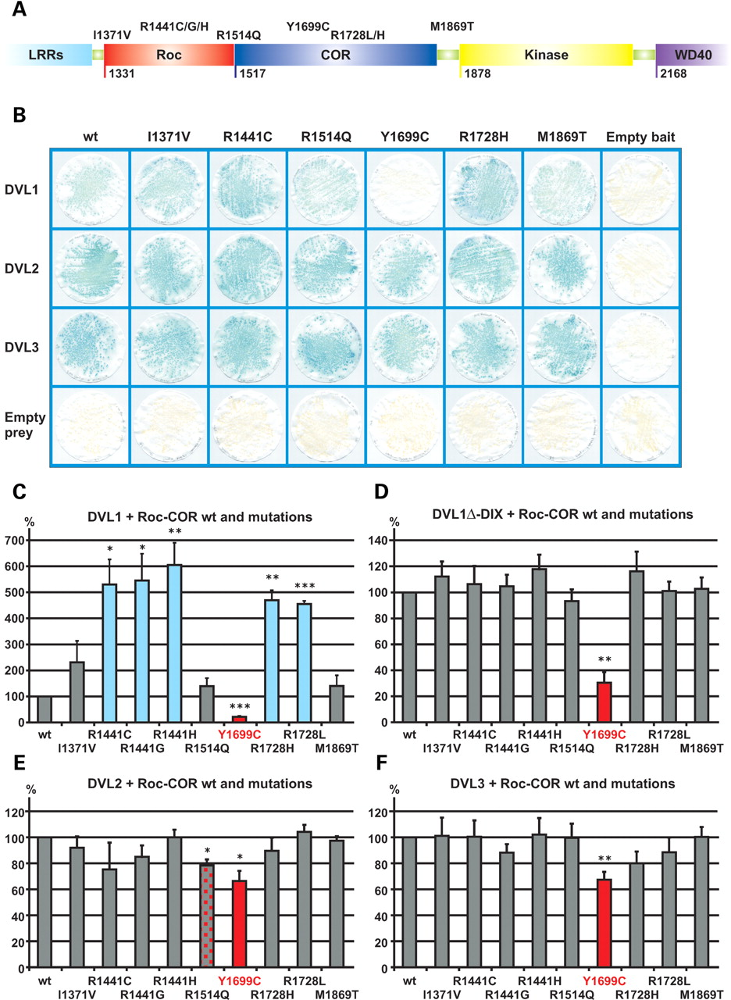 A
I1371V
R1441C/G/H
R1514Q
Y1699C
R1728L/H
M1869T
LRRs
Roc
COR
Kinase
WD40
1331
1517
1878
2168
B
wt I1371V R1441C R1514Q Y1699C R1728H M1869T Empty bait
DVL1
DVL2
DVL3
Empty
prey
C
DVL1 + Roc-COR wt and mutations
%
700
600
500
400
300
200
100
0
* * ** *** ** ***
wt R1441C R1441H Y1699C R1728L
I1371V R1441G R1514Q R1728H M1869T
D
DVL1Δ-DIX + Roc-COR wt and mutations
%
140
120
100
80
60
40
20
0
**
wt R1441C R1441H Y1699C R1728L
I1371V R1441G R1514Q R1728H M1869T
E
DVL2 + Roc-COR wt and mutations
%
120
100
80
60
40
20
0
* *
wt R1441C R1441H Y1699C R1728L
I1371V R1441G R1514Q R1728H M1869T
F
DVL3 + Roc-COR wt and mutations
%
120
100
80
60
40
20
0
**
wt R1441C R1441H Y1699C R1728L
I1371V R1441G R1514Q R1728H M1869T